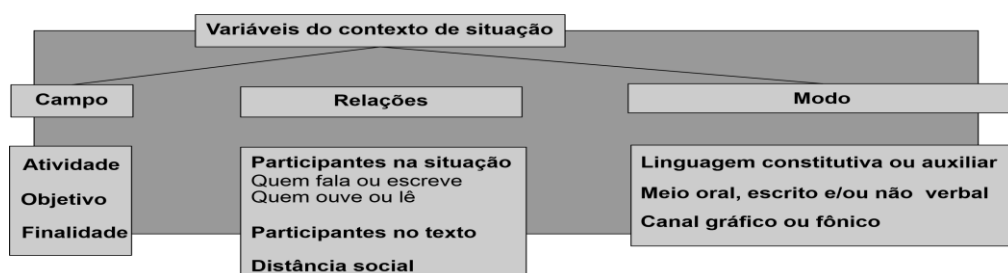 Variáveis do contexto de situação
Campo
Relações
Modo
Atividade
Objetivo
Finalidade
Participantes na situação
Quem fala ou escreve
Quem ouve ou lê
Participantes no texto
Distância social
Linguagem constitutiva ou auxiliar
Meio oral, escrito e/ou não verbal
Canal gráfico ou fônico